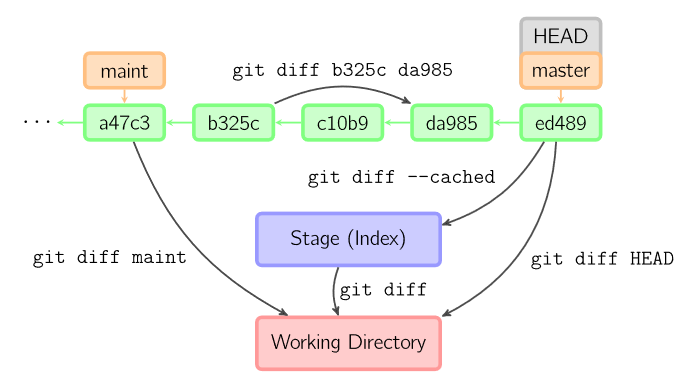 HEAD
maint
git diff b325c da985
master
...
a47c3
b325c
c10b9
da985
ed489
git diff --cached
Stage (Index)
git diff maint
git diff HEAD
git diff
Working Directory